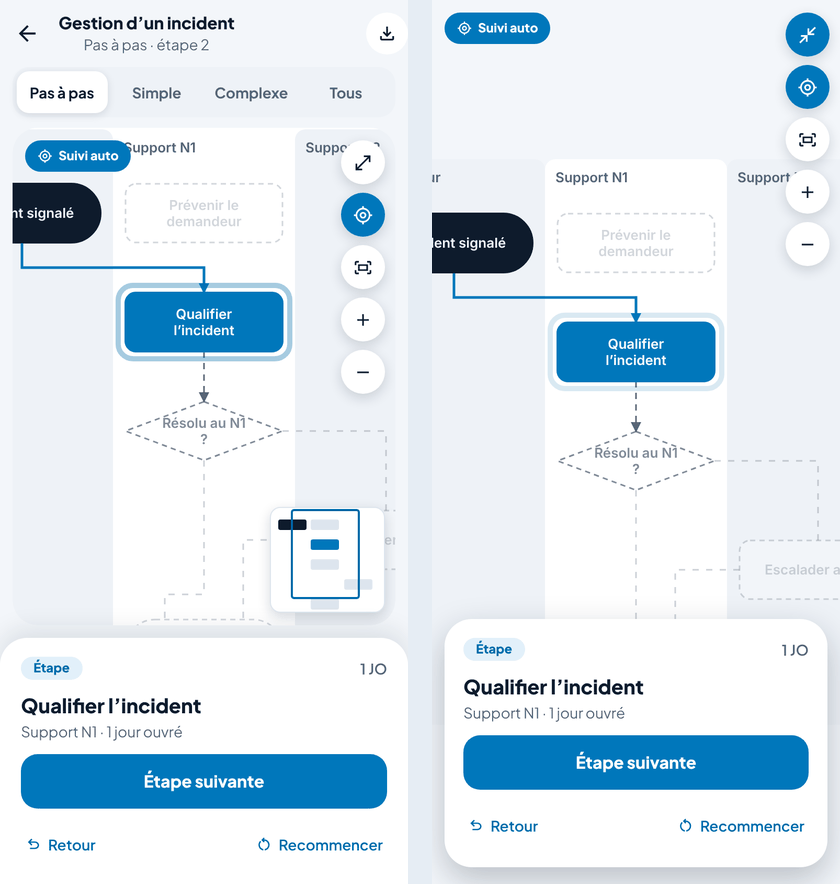 Gestion d’un incident
Pas à pas · étape 2
Pas à pas
Simple
Complexe
Tous
Suivi auto
Support N1
signalé
Prévenir le
demandeur
Qualifier
l’incident
Résolu au N1
?
Étape
1 JO
Qualifier l’incident
Support N1 · 1 jour ouvré
Étape suivante
Retour
Recommencer
Suivi auto
Support N1
Support
signalé
Prévenir le
demandeur
Qualifier
l’incident
Résolu au N1
?
Escalader a
Étape
1 JO
Qualifier l’incident
Support N1 · 1 jour ouvré
Étape suivante
Retour
Recommencer